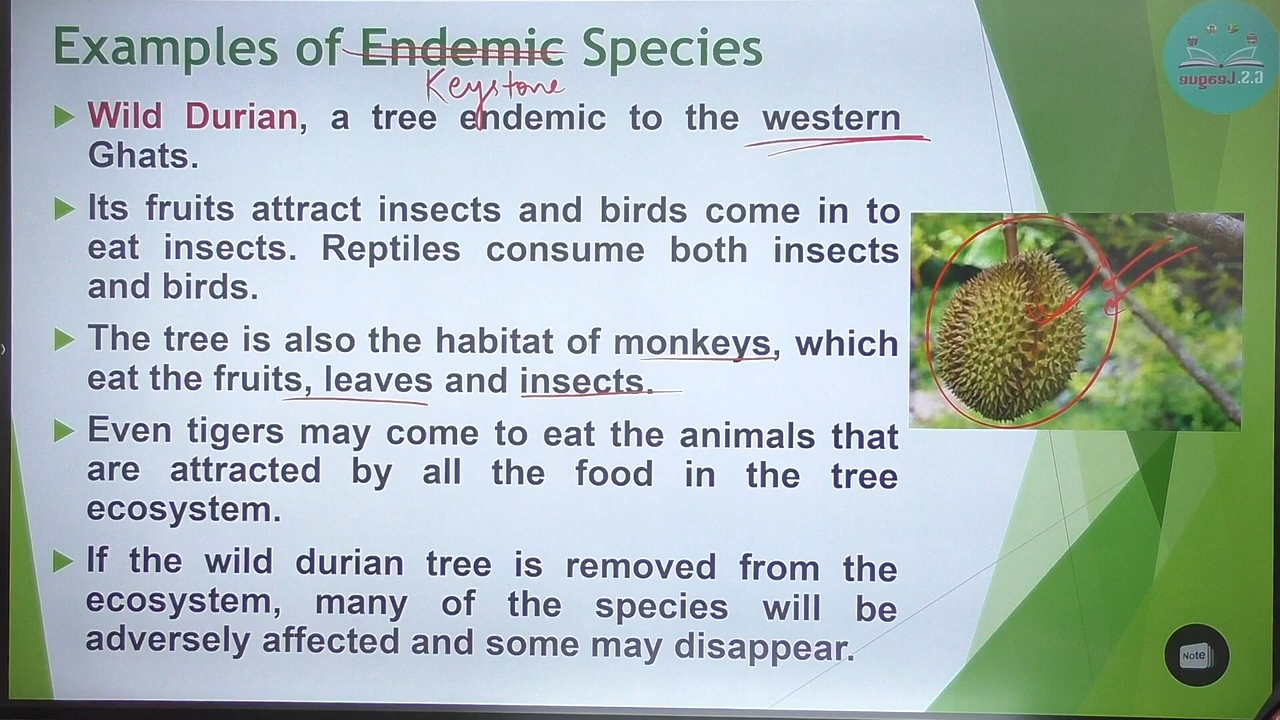 Examples of Endemic Species
Keystone
Wild Durian, a tree endemic to the western
Ghats.
Its fruits attract insects and birds come in to
eat insects. Reptiles consume both insects
and birds.
The tree is also the habitat of monkeys, which
eat the fruits, leaves and insects.
Even tigers may come to eat the animals that
are attracted by all the food in the tree
ecosystem.
If the wild durian tree is removed from the
ecosystem, many of the species will be
adversely affected and some may disappear.
G.S.League
Note